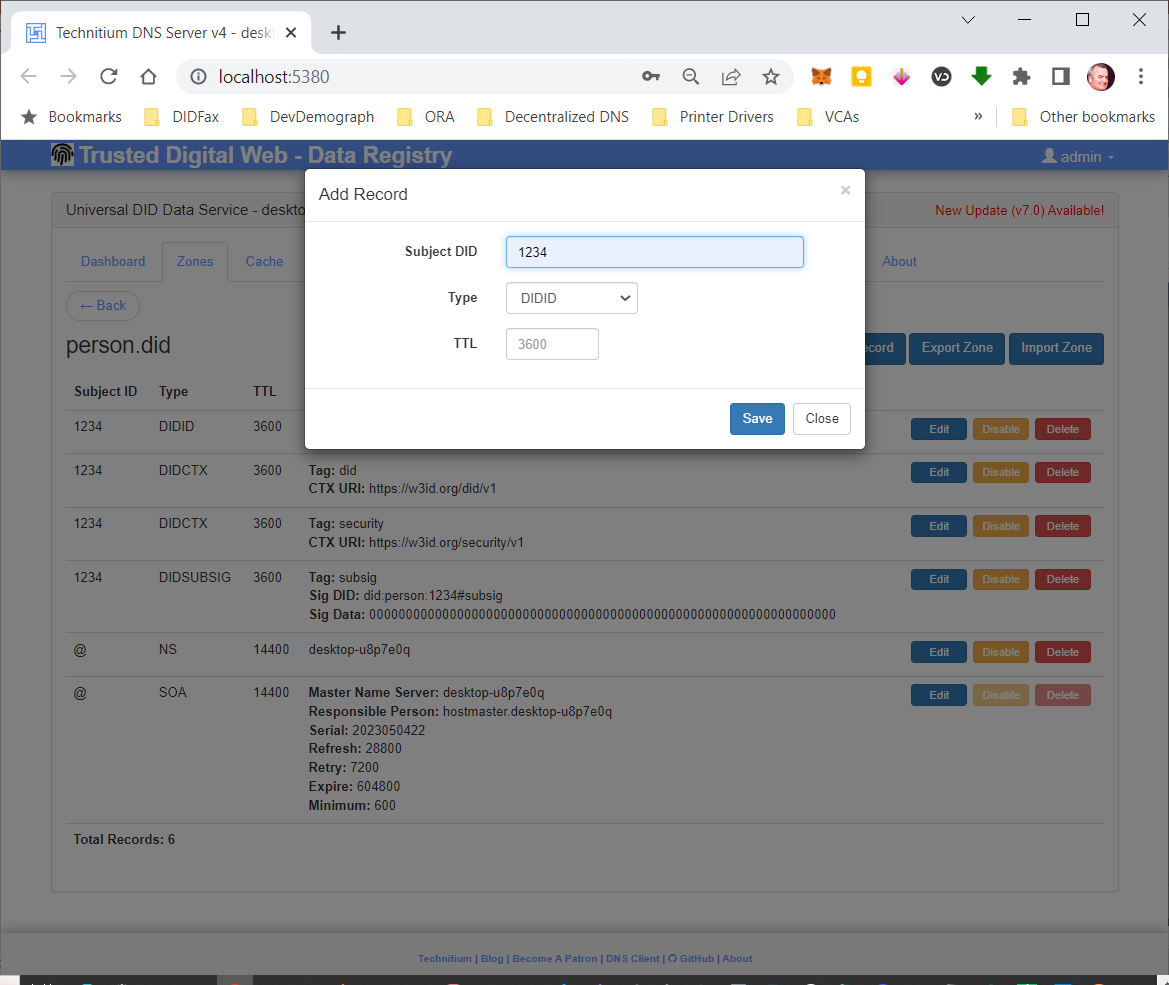 Technitium DNS Server v4 - desk
localhost:5380
Bookmarks DIDFax DevDemograph ORA Decentralized DNS Printer Drivers VCAs » Other bookmarks
Trusted Digital Web - Data Registry admin
Add Record ×
Universal DID Data Service - deskto New Update (v7.0) Available!
Subject DID 1234
Dashboard Zones Cache About
Type DIDID
← Back
TTL 3600
person.did ecord Export Zone Import Zone
Subject ID Type TTL
Save Close
1234 DIDID 3600 Edit Disable Delete
1234 DIDCTX 3600 Tag: did Edit Disable Delete
CTX URI: https://w3id.org/did/v1
1234 DIDCTX 3600 Tag: security Edit Disable Delete
CTX URI: https://w3id.org/security/v1
1234 DIDSUBSIG 3600 Tag: subsig Edit Disable Delete
Sig DID: did:person:1234#subsig
Sig Data: 0000000000000000000000000000000000000000000000000000000000000000
@ NS 14400 desktop-u8p7e0q Edit Disable Delete
@ SOA 14400 Master Name Server: desktop-u8p7e0q Edit Disable Delete
Responsible Person: hostmaster.desktop-u8p7e0q
Serial: 2023050422
Refresh: 28800
Retry: 7200
Expire: 604800
Minimum: 600
Total Records: 6
Technitium | Blog | Become A Patron | DNS Client | GitHub | About